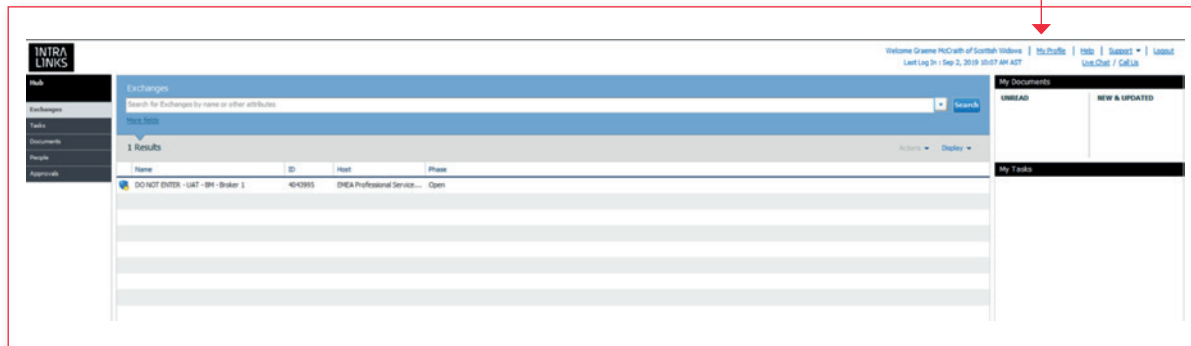 INTRA
LINKS
Welcome Graeme McCraith of Scottish Widows | My Profile | Help | Support | Logout
Last Log In : Sep 2, 2019 10:07 AM AST
Live Chat / Call Us
Hub
Exchanges
Tasks
Documents
People
Approvals
Exchanges
Search for Exchanges by name or other attributes
Search
More fields
1 Results
Actions
Display
Name ID Host Phase
DO NOT ENTER - UAT - BM - Broker 1 4043995 EMEA Professional Service.... Open
My Documents
UNREAD NEW & UPDATED
My Tasks